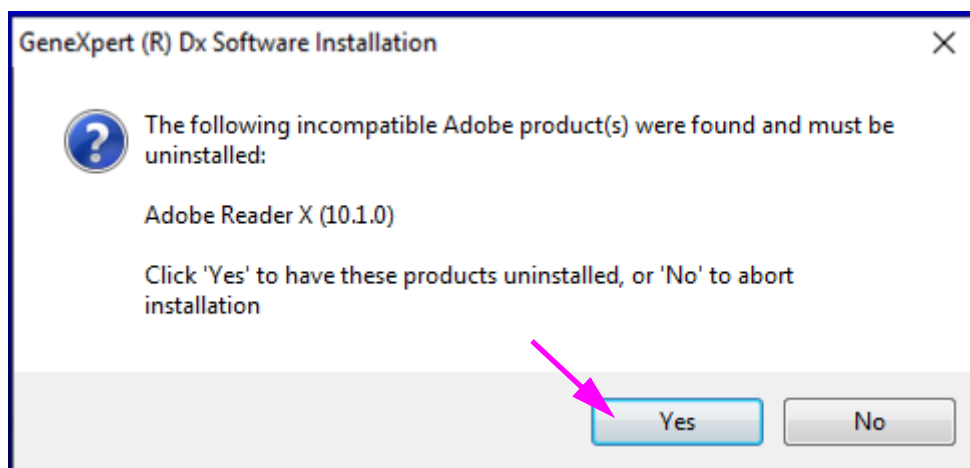 GeneXpert (R) Dx Software Installation
The following incompatible Adobe product(s) were found and must be
uninstalled:
Adobe Reader X (10.1.0)
Click 'Yes' to have these products uninstalled, or 'No' to abort
installation
Yes No